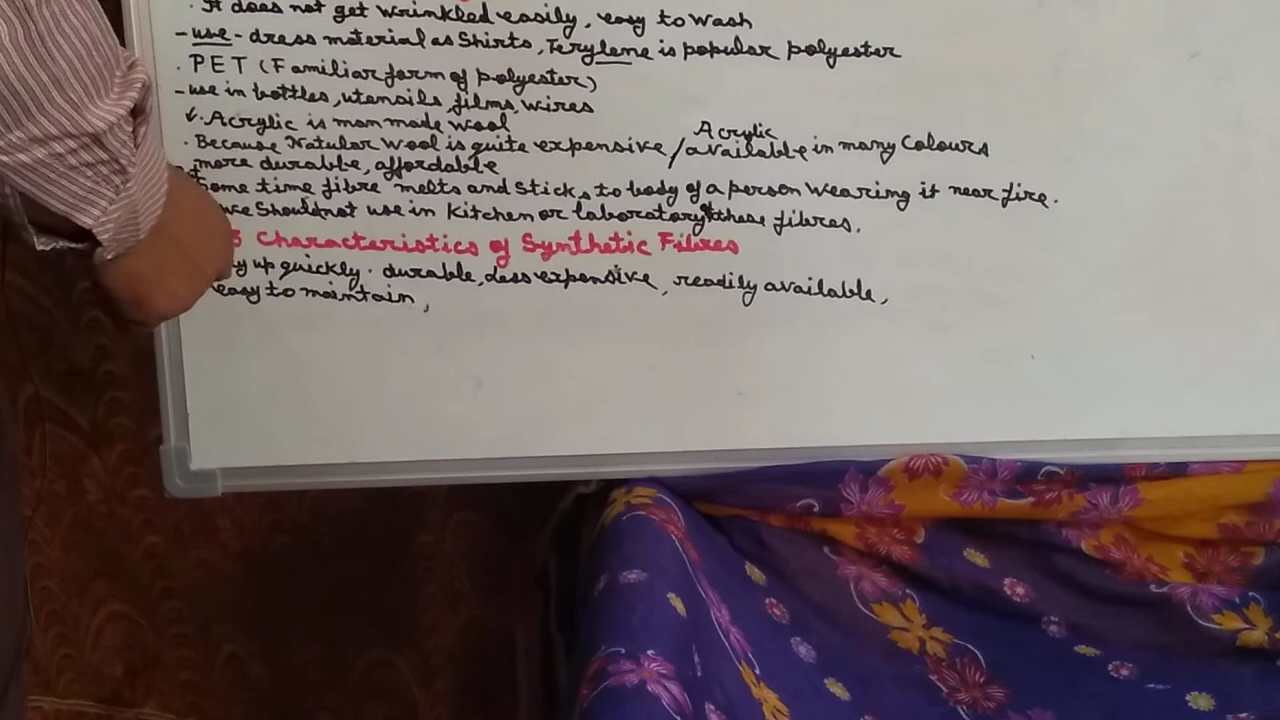 . It does not get wrinkled easily, easy to wash
- use - dress material as Shirts, Terylene is popular polyester
. PET (Familiar form of polyester)
- use in bottles, utensils, films, wires
Acrylic is man made wool
. Because Natular wool is quite expensive / Acrylic available in many Colours
more durable, affordable
Some time fibre melts and Sticks to body of a person wearing it near fire.
we Should not use in Kitchen or laboratory these fibres.
3 Characteristics of Synthetic Fibres
up quickly. durable, Less expensive, readily available,
easy to maintain,